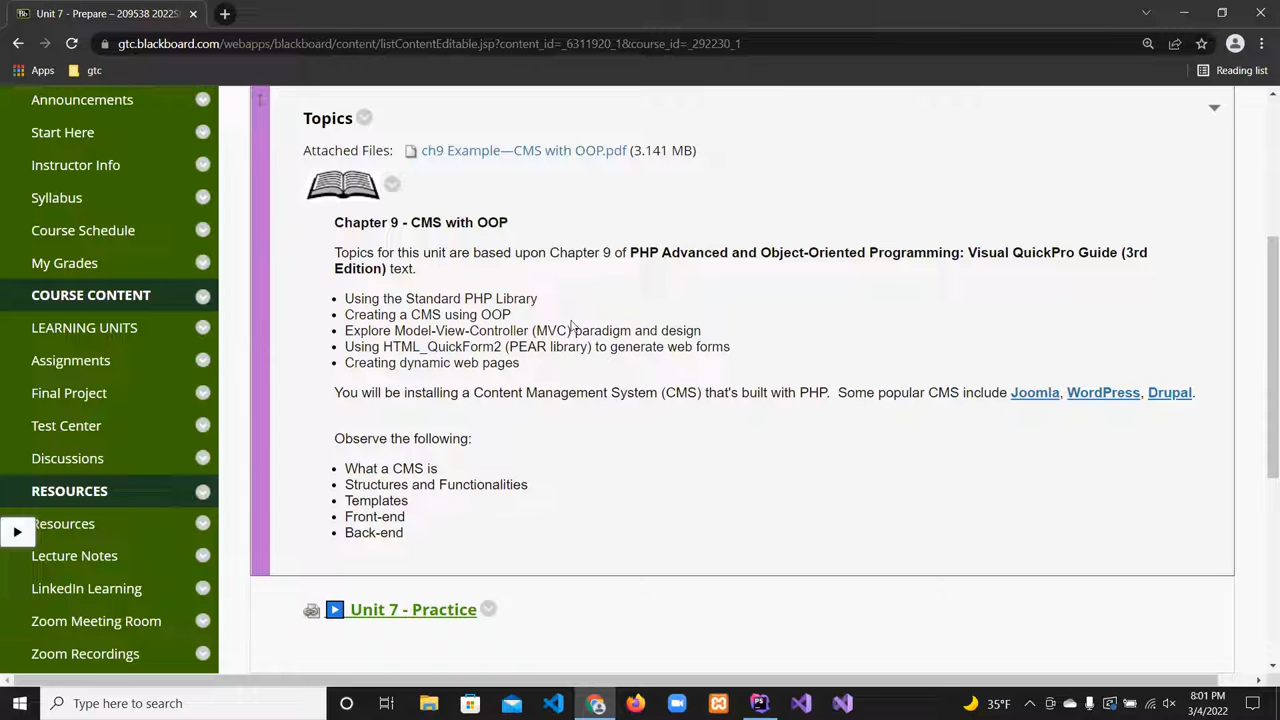 Unit 7 - Prepare – 209538 2022S
gtc.blackboard.com/webapps/blackboard/content/listContentEditable.jsp?content_id=_6311920_1&course_id=_292230_1
Apps
gtc
Reading list
Announcements
Start Here
Instructor Info
Syllabus
Course Schedule
My Grades
COURSE CONTENT
LEARNING UNITS
Assignments
Final Project
Test Center
Discussions
RESOURCES
Resources
Lecture Notes
LinkedIn Learning
Zoom Meeting Room
Zoom Recordings
Topics
Attached Files: ch9 Example—CMS with OOP.pdf (3.141 MB)
Chapter 9 - CMS with OOP
Topics for this unit are based upon Chapter 9 of PHP Advanced and Object-Oriented Programming: Visual QuickPro Guide (3rd
Edition) text.
• Using the Standard PHP Library
• Creating a CMS using OOP
• Explore Model-View-Controller (MVC) paradigm and design
• Using HTML_QuickForm2 (PEAR library) to generate web forms
• Creating dynamic web pages
You will be installing a Content Management System (CMS) that's built with PHP. Some popular CMS include Joomla, WordPress, Drupal.
Observe the following:
• What a CMS is
• Structures and Functionalities
• Templates
• Front-end
• Back-end
Unit 7 - Practice
Type here to search
35°F
8:01 PM
3/4/2022